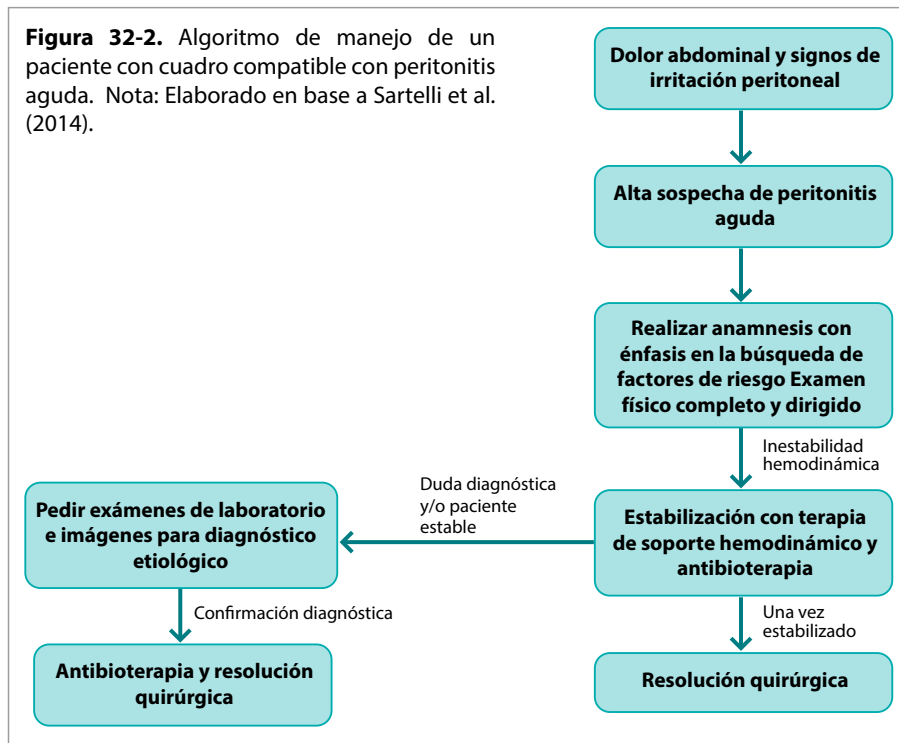 Figura 32-2. Algoritmo de manejo de un
paciente con cuadro compatible con peritonitis
aguda. Nota: Elaborado en base a Sartelli et al.
(2014).
Dolor abdominal y signos de
irritación peritoneal
Alta sospecha de peritonitis
aguda
Realizar anamnesis con
énfasis en la búsqueda de
factores de riesgo Examen
físico completo y dirigido
Inestabilidad
hemodinámica
Estabilización con terapia
de soporte hemodinámico y
antibioterapia
Duda diagnóstica
y/o paciente
estable
Pedir exámenes de laboratorio
e imágenes para diagnóstico
etiológico
Confirmación diagnóstica
Antibioterapia y resolución
quirúrgica
Una vez
estabilizado
Resolución quirúrgica